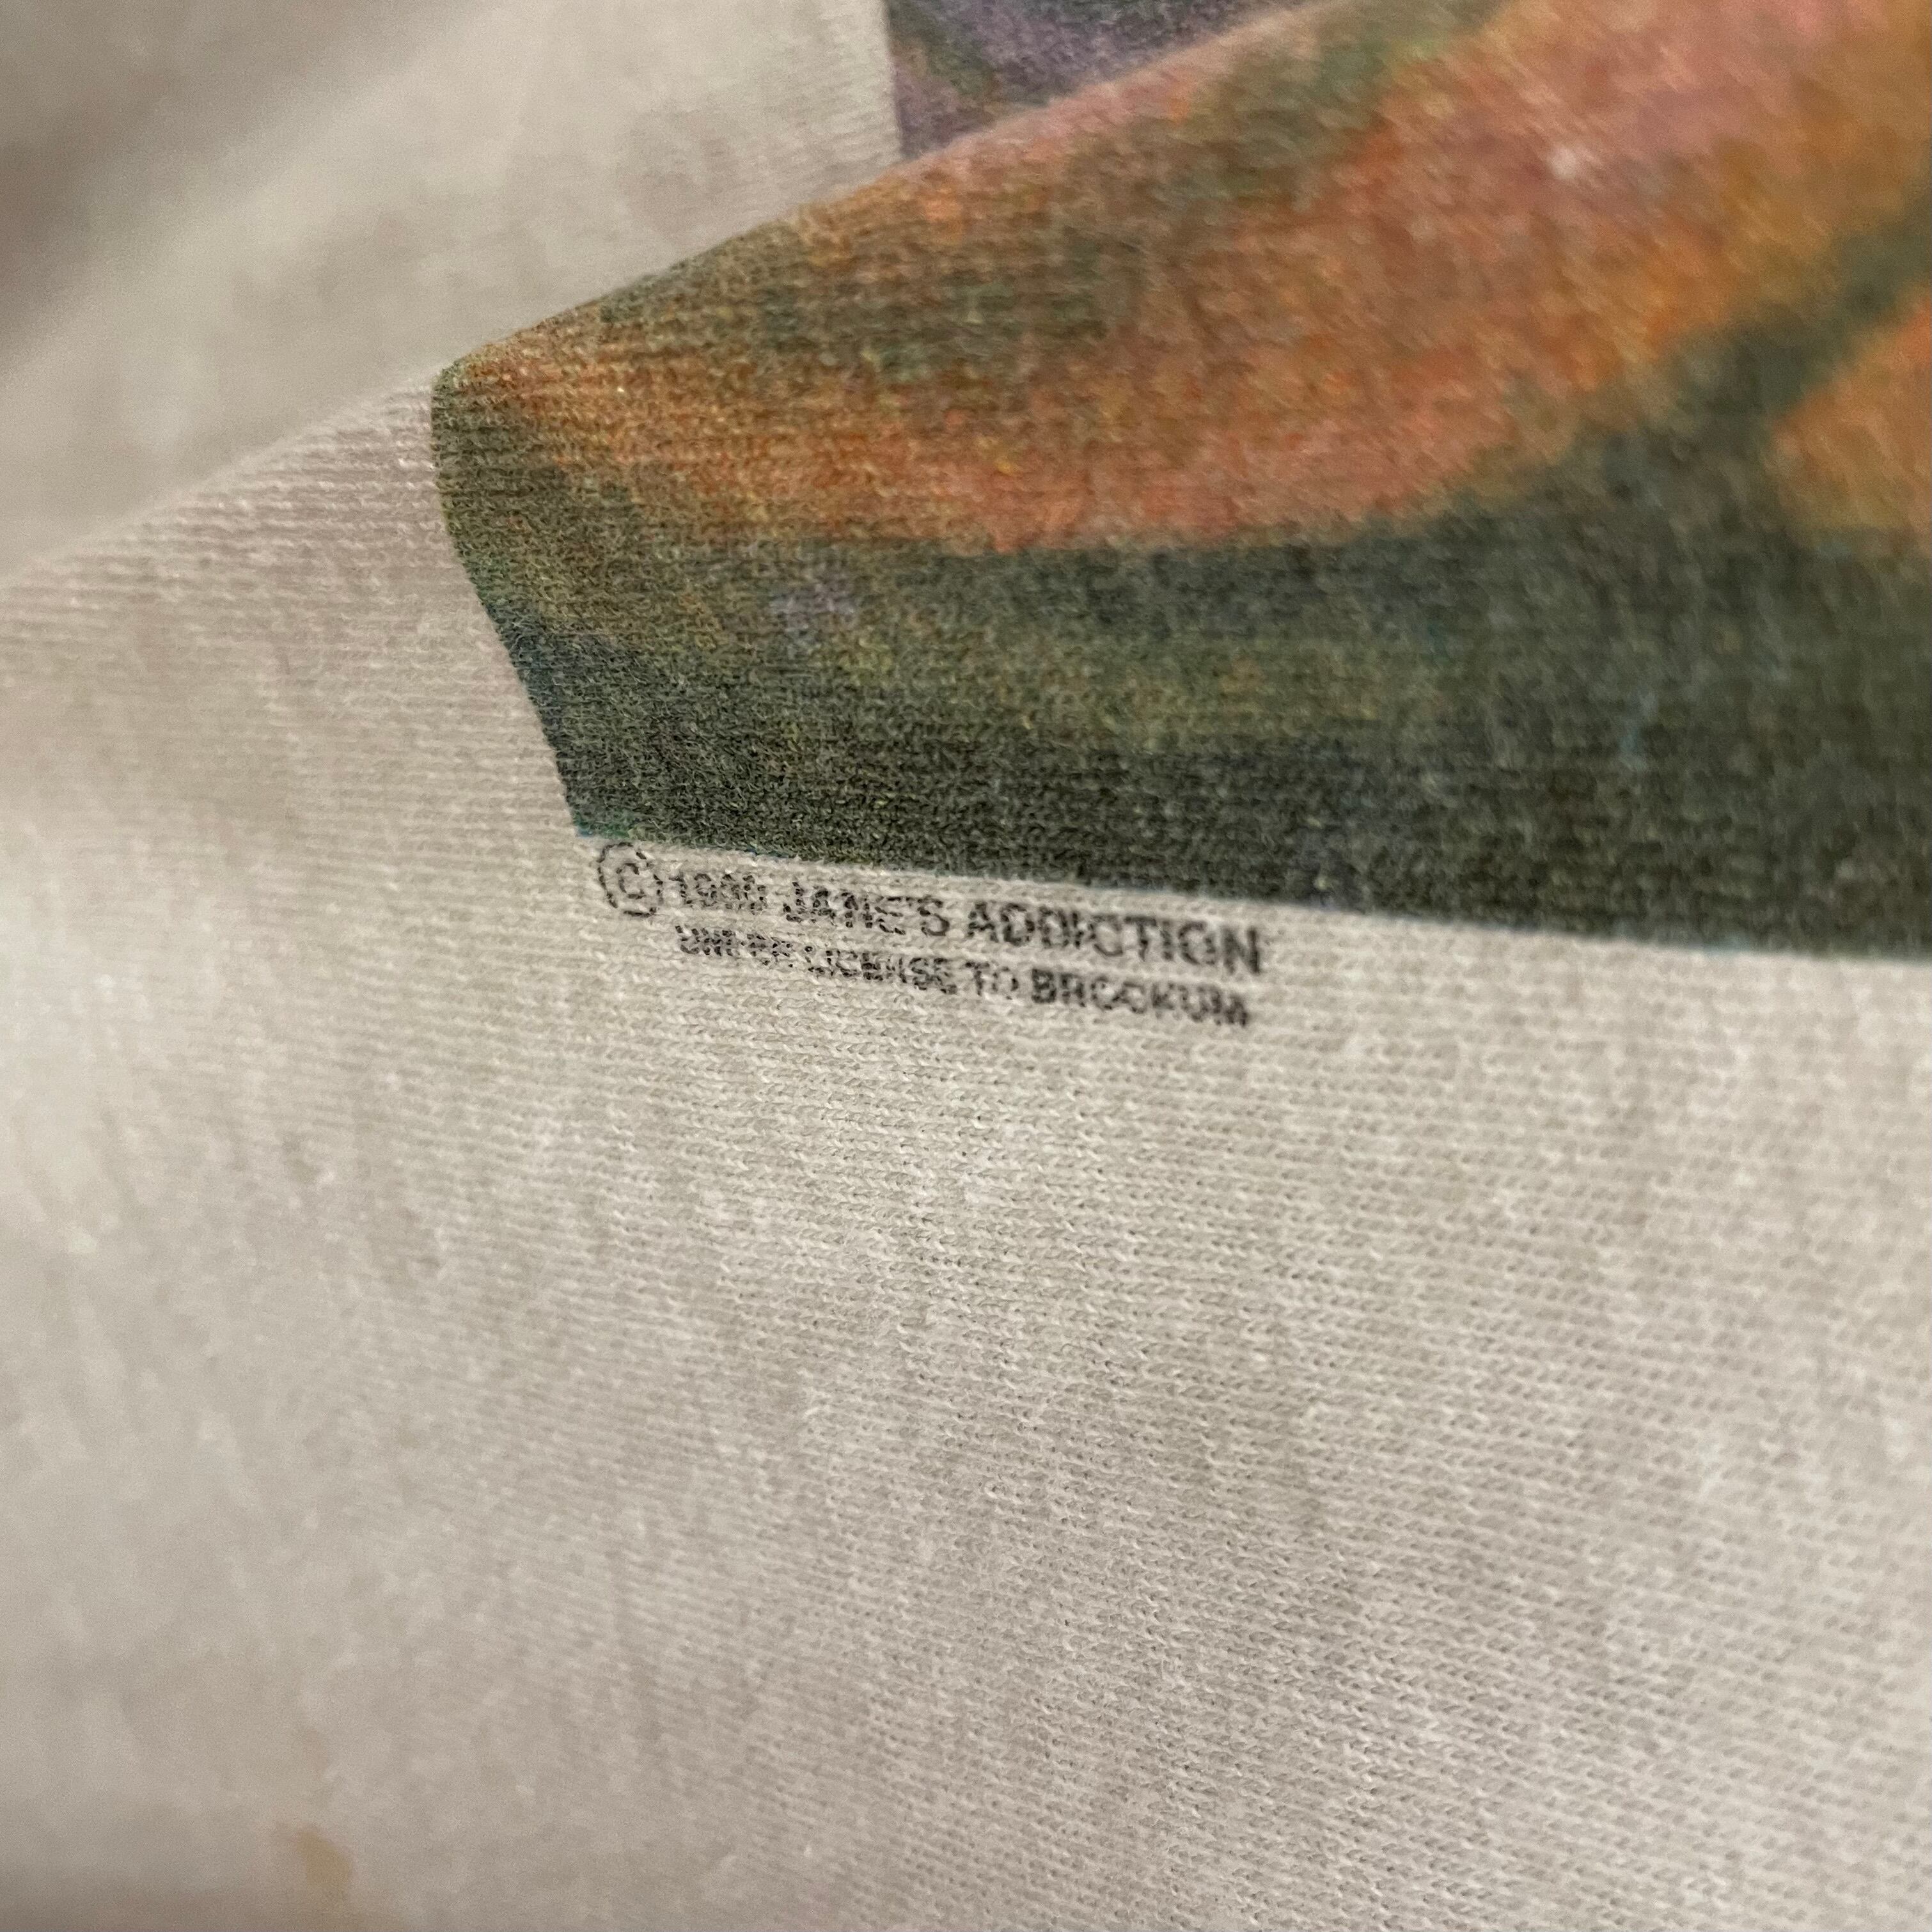 © JANE'S ADDICTION
UNDER LICENSE TO BROCKUM